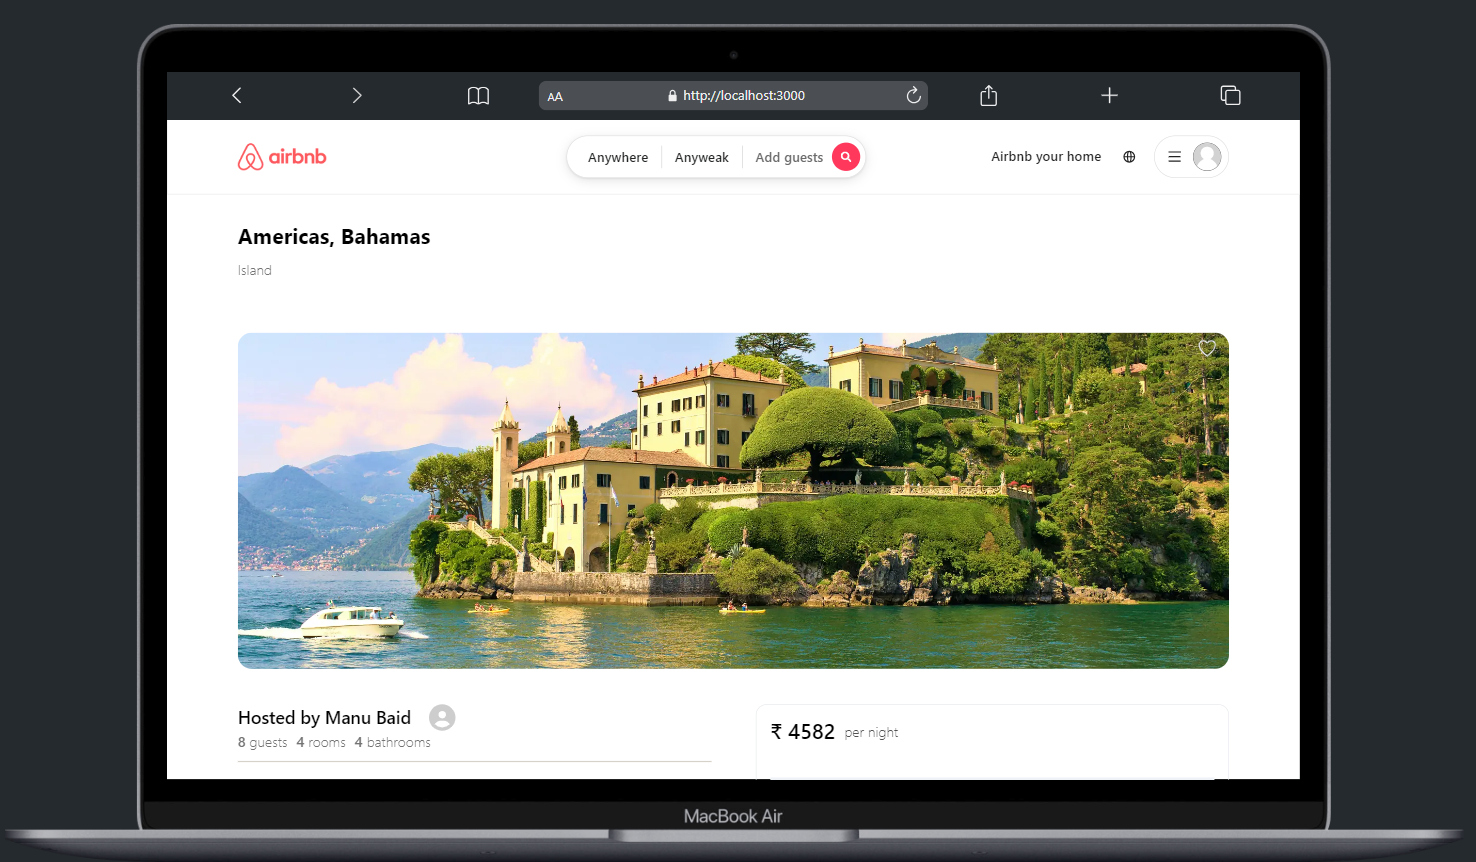 AA http://localhost:3000
airbnb Anywhere Anyweak Add guests Airbnb your home
Americas, Bahamas
Island
Hosted by Manu Baid
8 guests 4 rooms 4 bathrooms
₹ 4582 per night
MacBook Air